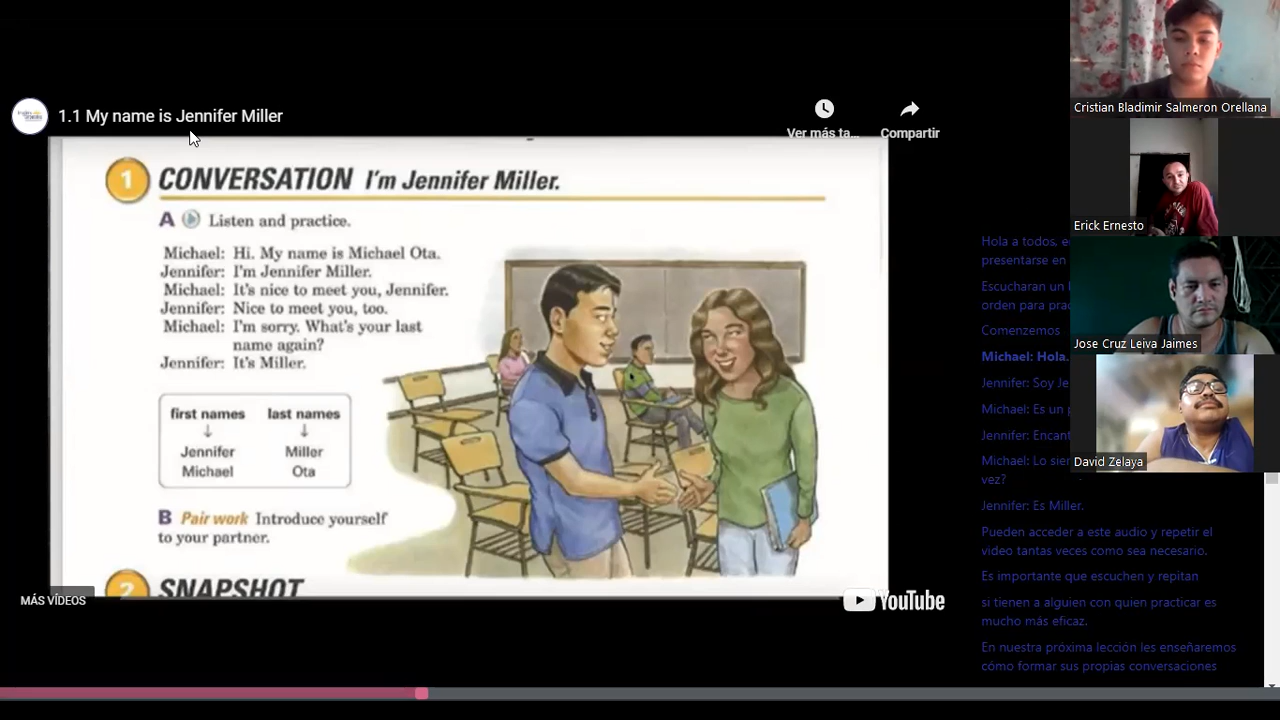 1.1 My name is Jennifer Miller
Ver más ta...
Compartir
1 CONVERSATION I'm Jennifer Miller.
A Listen and practice.
Michael: Hi. My name is Michael Ota.
Jennifer: I'm Jennifer Miller.
Michael: It's nice to meet you, Jennifer.
Jennifer: Nice to meet you, too.
Michael: I'm sorry. What's your last
name again?
Jennifer: It's Miller.
first names last names
Jennifer Miller
Michael Ota
B Pair work Introduce yourself
to your partner.
2 SNAPSHOT
MÁS VÍDEOS
YouTube
Cristian Bladimir Salmeron Orellana
Erick Ernesto
Jose Cruz Leiva Jaimes
David Zelaya
Hola a todos, e
presentarse en
Escucharan un
orden para prac
Comenzemos
Michael: Hola.
Jennifer: Soy Je
Michael: Es un p
Jennifer: Encant
Michael: Lo sie
vez?
Jennifer: Es Miller.
Pueden acceder a este audio y repetir el
video tantas veces como sea necesario.
Es importante que escuchen y repitan
si tienen a alguien con quien practicar es
mucho más eficaz.
En nuestra próxima lección les enseñaremos
cómo formar sus propias conversaciones